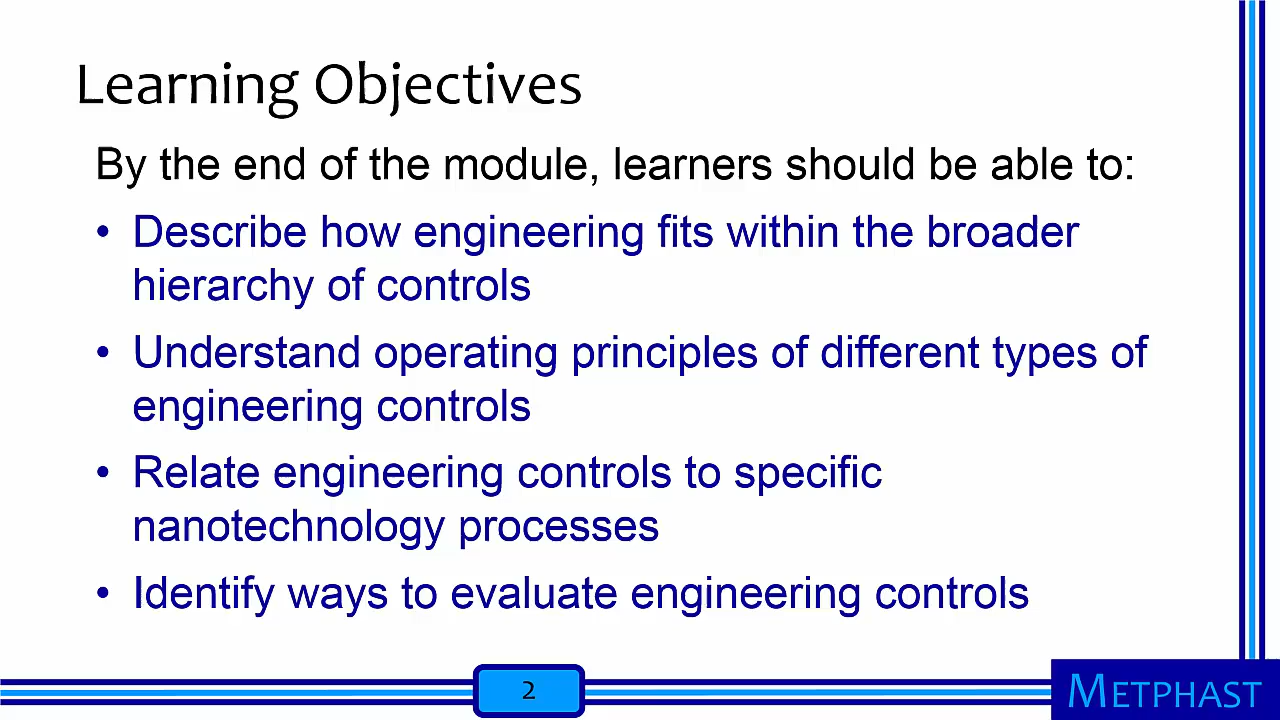 Learning Objectives
By the end of the module, learners should be able to:
• Describe how engineering fits within the broader
hierarchy of controls
• Understand operating principles of different types of
engineering controls
• Relate engineering controls to specific
nanotechnology processes
• Identify ways to evaluate engineering controls
2
METPHAST